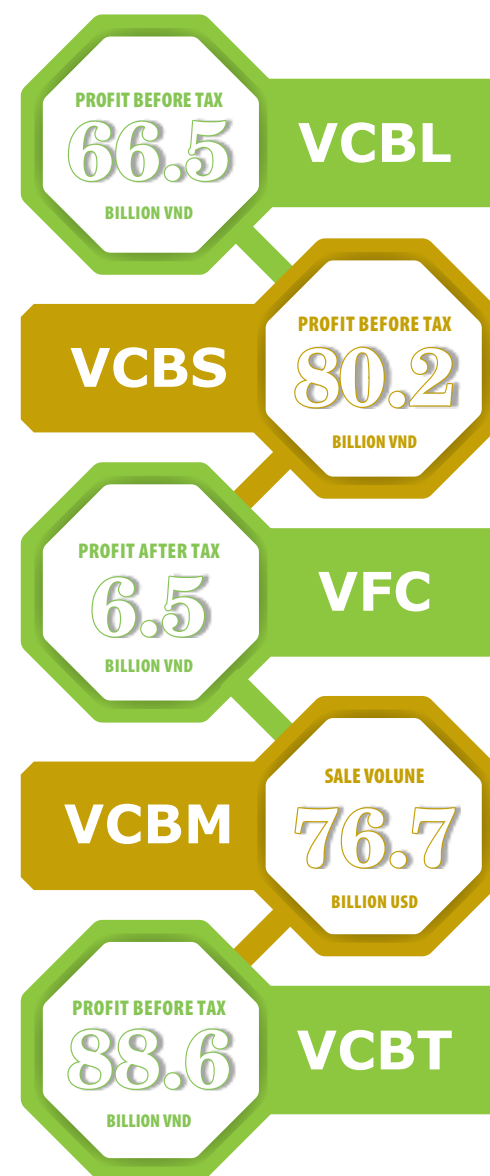 PROFIT BEFORE TAX
66.5
BILLION VND
VCBL
PROFIT BEFORE TAX
80.2
BILLION VND
VCBS
PROFIT AFTER TAX
6.5
BILLION VND
VFC
SALE VOLUNE
76.7
BILLION USD
VCBM
PROFIT BEFORE TAX
88.6
BILLION VND
VCBT